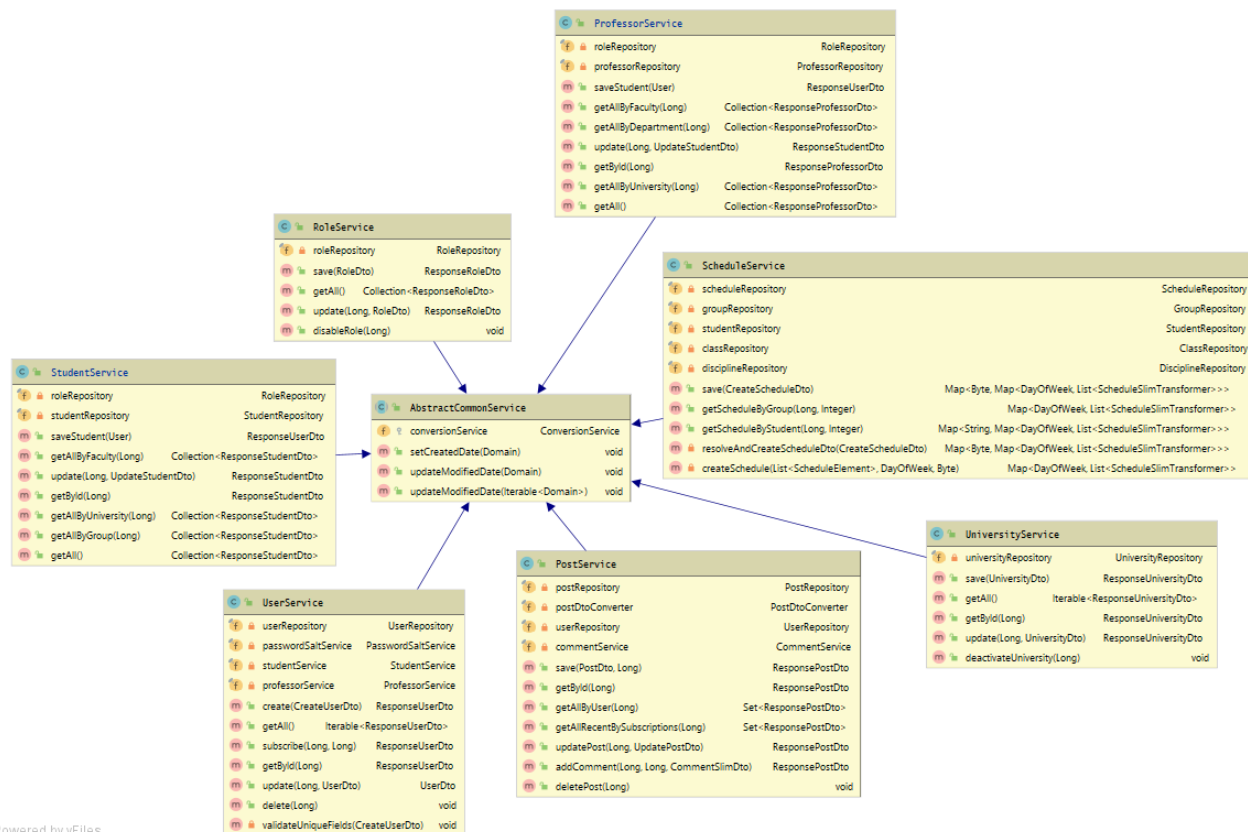 ProfessorService
roleRepository RoleRepository
professorRepository ProfessorRepository
saveStudent(User) ResponseUserDto
getAllByFaculty(Long) Collection<ResponseProfessorDto>
getAllByDepartment(Long) Collection<ResponseProfessorDto>
update(Long, UpdateStudentDto) ResponseStudentDto
getById(Long) ResponseProfessorDto
getAllByUniversity(Long) Collection<ResponseProfessorDto>
getAll() Collection<ResponseProfessorDto>
RoleService
roleRepository RoleRepository
save(RoleDto) ResponseRoleDto
getAll() Collection<ResponseRoleDto>
update(Long, RoleDto) ResponseRoleDto
disableRole(Long) void
ScheduleService
scheduleRepository ScheduleRepository
groupRepository GroupRepository
studentRepository StudentRepository
classRepository ClassRepository
disciplineRepository DisciplineRepository
save(CreateScheduleDto) Map<Byte, Map<DayOfWeek, List<ScheduleSlimTransformer>>>
getScheduleByGroup(Long, Integer) Map<DayOfWeek, List<ScheduleSlimTransformer>>
getScheduleByStudent(Long, Integer) Map<String, Map<DayOfWeek, List<ScheduleSlimTransformer>>>
resolveAndCreateScheduleDto(CreateScheduleDto) Map<Byte, Map<DayOfWeek, List<ScheduleSlimTransformer>>>
createSchedule(List<ScheduleElement>, DayOfWeek, Byte) Map<DayOfWeek, List<ScheduleSlimTransformer>>
StudentService
roleRepository RoleRepository
studentRepository StudentRepository
saveStudent(User) ResponseUserDto
getAllByFaculty(Long) Collection<ResponseStudentDto>
update(Long, UpdateStudentDto) ResponseStudentDto
getById(Long) ResponseStudentDto
getAllByUniversity(Long) Collection<ResponseStudentDto>
getAllByGroup(Long) Collection<ResponseStudentDto>
getAll() Collection<ResponseStudentDto>
AbstractCommonService
conversionService ConversionService
setCreatedDate(Domain) void
updateModifiedDate(Domain) void
updateModifiedDate(Iterable<Domain>) void
UniversityService
universityRepository UniversityRepository
save(UniversityDto) ResponseUniversityDto
getAll() Iterable<ResponseUniversityDto>
getById(Long) ResponseUniversityDto
update(Long, UniversityDto) ResponseUniversityDto
deactivateUniversity(Long) void
PostService
postRepository PostRepository
postDtoConverter PostDtoConverter
userRepository UserRepository
commentService CommentService
save(PostDto, Long) ResponsePostDto
getById(Long) ResponsePostDto
getAllByUser(Long) Set<ResponsePostDto>
getAllRecentBySubscriptions(Long) Set<ResponsePostDto>
updatePost(Long, UpdatePostDto) ResponsePostDto
addComment(Long, Long, CommentSlimDto) ResponsePostDto
deletePost(Long) void
UserService
userRepository UserRepository
passwordSaltService PasswordSaltService
studentService StudentService
professorService ProfessorService
create(CreateUserDto) ResponseUserDto
getAll() Iterable<ResponseUserDto>
subscribe(Long, Long) ResponseUserDto
getById(Long) ResponseUserDto
update(Long, UserDto) UserDto
delete(Long) void
validateUniqueFields(CreateUserDto) void